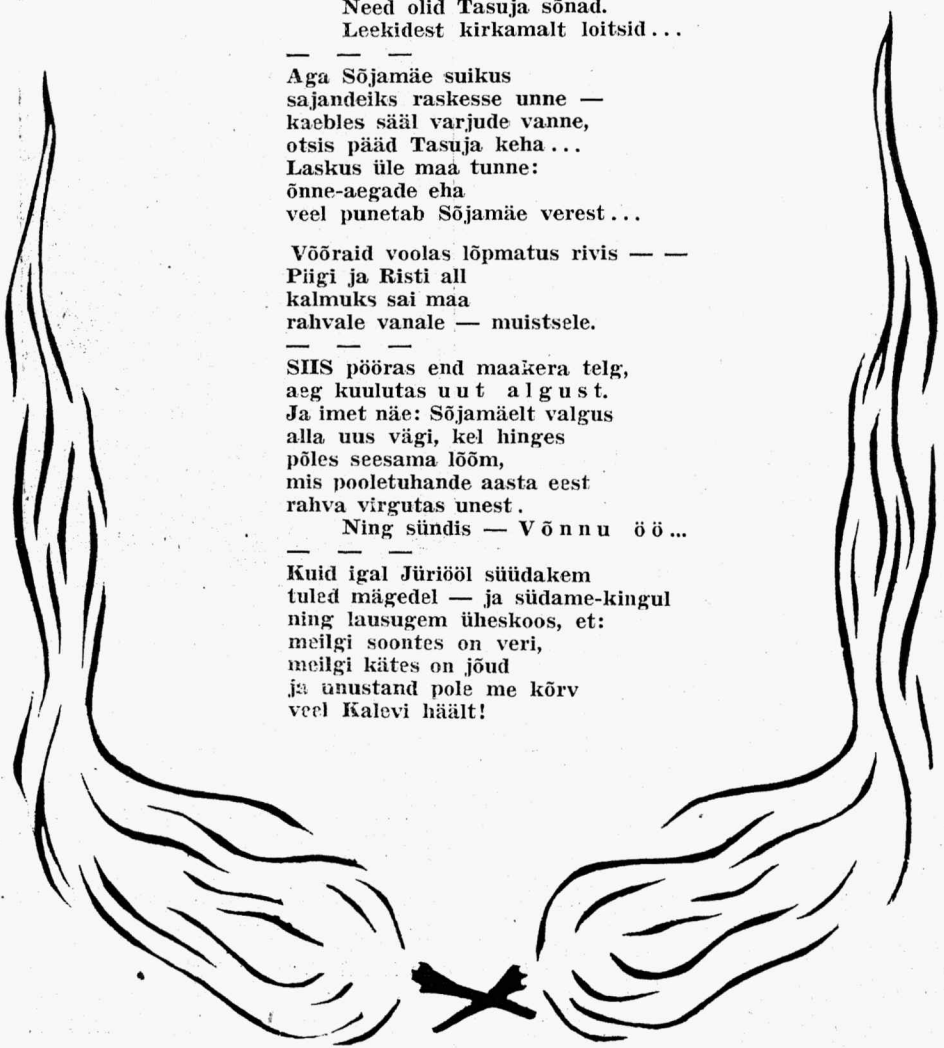 Need olid Tasuja sõnad.
Leekidest kirkamalt loitsid...
— — —
Aga Sõjamäe suikus
sajandeiks raskesse unne —
kaebles sääl varjude vanne,
otsis pääd Tasuja keha...
Laskus üle maa tunne:
õnne-aegade eha
veel punetab Sõjamäe verest...
Võõraid voolas lõpmatus rivis — —
Piigi ja Risti all
kalmuks sai maa
rahvale vanale — muistsele.
— — —
SIIS pööras end maakera telg,
aeg kuulutas uut algust.
Ja imet näe: Sõjamäelt valgus
alla uus vägi, kel hinges
põles seesama lõõm,
mis pooletuhande aasta eest
rahva virgutas unest.
Ning sündis — Võnnu öö...
— — —
Kuid igal Jüriööl süüdakem
tuled mägedel — ja südame-kingul
ning lausugem üheskoos, et:
meilgi soontes on veri,
meilgi kätes on jõud
ja unustand pole me kõrv
veel Kalevi häält!